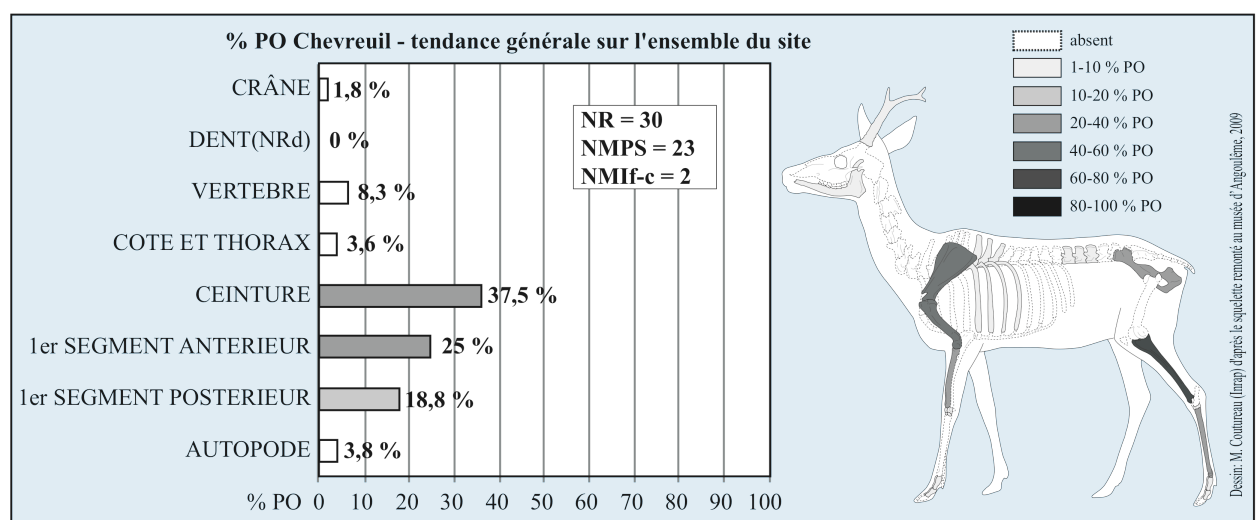 % PO Chevreuil - tendance générale sur l'ensemble du site
CRÂNE
1,8 %
DENT(NRd)
0 %
VERTEBRE
8,3 %
COTE ET THORAX
3,6 %
CEINTURE
37,5 %
1er SEGMENT ANTERIEUR
25 %
1er SEGMENT POSTERIEUR
18,8 %
AUTOPODE
3,8 %
% PO 0 10 20 30 40 50 60 70 80 90 100
NR = 30
NMPS = 23
NMIf-c = 2
absent
1-10 % PO
10-20 % PO
20-40 % PO
40-60 % PO
60-80 % PO
80-100 % PO
Dessin: M. Coutureau (Inrap) d'après le squelette remonté au musée d'Angoulême, 2009